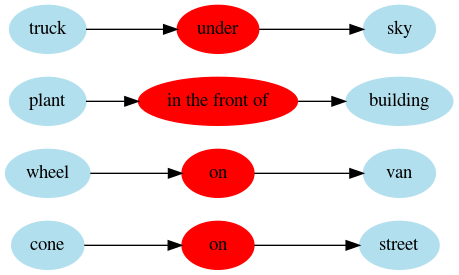 truck under sky
plant in the front of building
wheel on van
cone on street